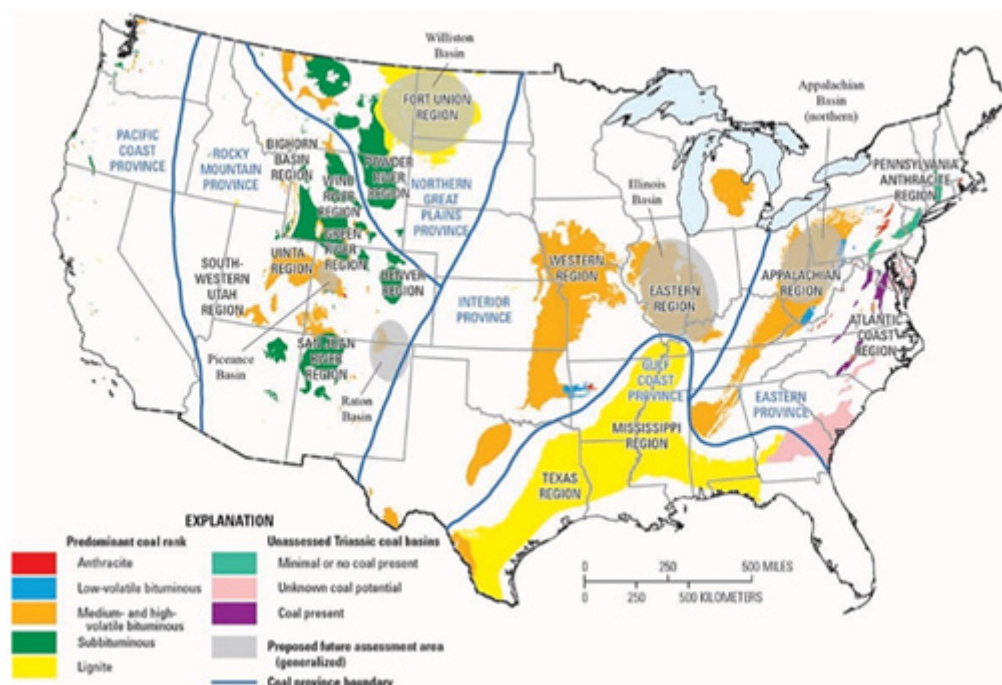 Williston
Basin
Appalachian
Basin
(northern)
FORT UNION
REGION
PACIFIC
COAST
PROVINCE
ROCKY
MOUNTAIN
PROVINCE
BIGHORN
BASIN
REGION
POWDER
RIVER
REGION
WIND
RIVER
REGION
NORTHERN
GREAT
PLAINS
PROVINCE
Illinois
Basin
PENNSYLVANIA
ANTHRACITE
REGION
GREEN
RIVER
REGION
UINTA
REGION
DENVER
REGION
SOUTH-
WESTERN
UTAH
REGION
WESTERN
REGION
EASTERN
REGION
APPALACHIAN
REGION
INTERIOR
PROVINCE
ATLANTIC
COAST
REGION
Piceance
Basin
SAN JUAN
RIVER
REGION
Raton
Basin
GULF
COAST
PROVINCE
EASTERN
PROVINCE
MISSISSIPPI
REGION
TEXAS
REGION
EXPLANATION
Predominant coal rank
Anthracite
Low-volatile bituminous
Medium- and high-
volatile bituminous
Subbituminous
Lignite
Unassessed Triassic coal basins
Minimal or no coal present
Unknown coal potential
Coal present
Proposed future assessment area
(generalized)
Coal province boundary
0 250 500 MILES
0 250 500 KILOMETERS